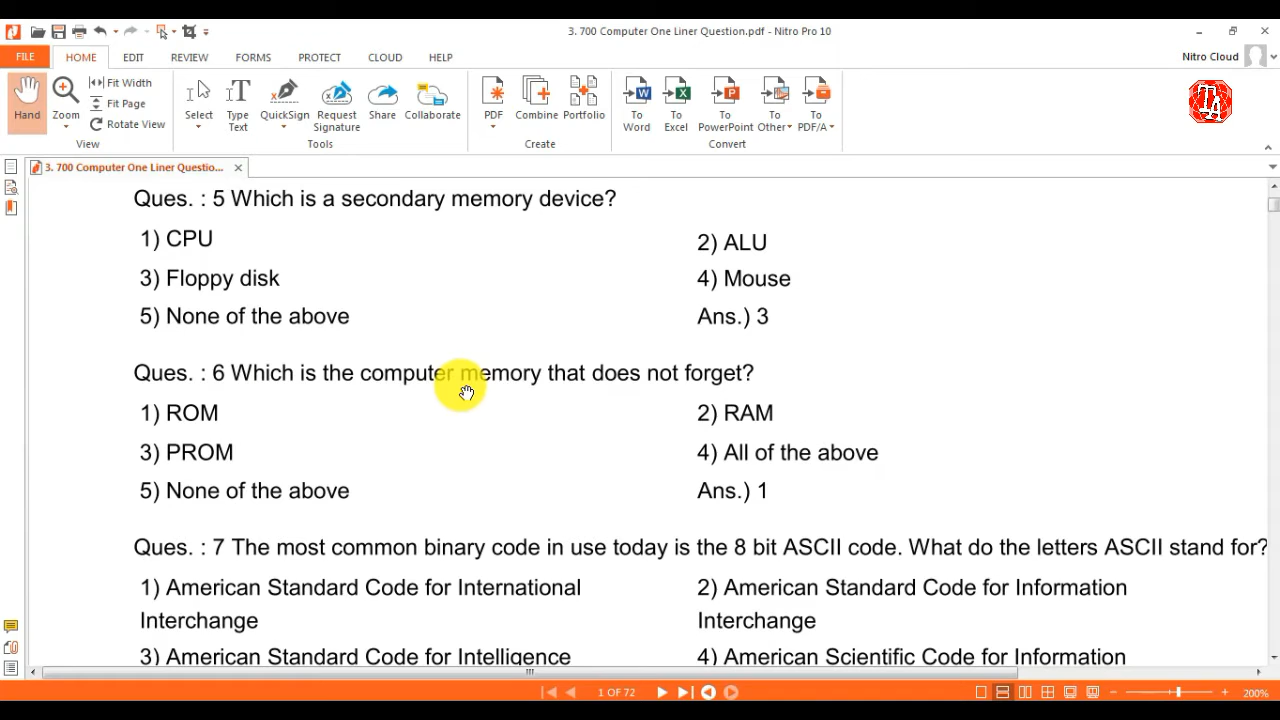 3. 700 Computer One Liner Question.pdf - Nitro Pro 10
FILE HOME EDIT REVIEW FORMS PROTECT CLOUD HELP
Nitro Cloud
Hand
Zoom
Fit Width
Fit Page
Rotate View
View
Select
Type Text
QuickSign
Request Signature
Share
Collaborate
Tools
PDF
Combine
Portfolio
Create
To Word
To Excel
To PowerPoint
To Other
To PDF/A
Convert
3. 700 Computer One Liner Questio...
Ques. : 5 Which is a secondary memory device?
1) CPU 2) ALU
3) Floppy disk 4) Mouse
5) None of the above Ans.) 3
Ques. : 6 Which is the computer memory that does not forget?
1) ROM 2) RAM
3) PROM 4) All of the above
5) None of the above Ans.) 1
Ques. : 7 The most common binary code in use today is the 8 bit ASCII code. What do the letters ASCII stand for?
1) American Standard Code for International Interchange
2) American Standard Code for Information Interchange
3) American Standard Code for Intelligence
4) American Scientific Code for Information
1 OF 72
200%